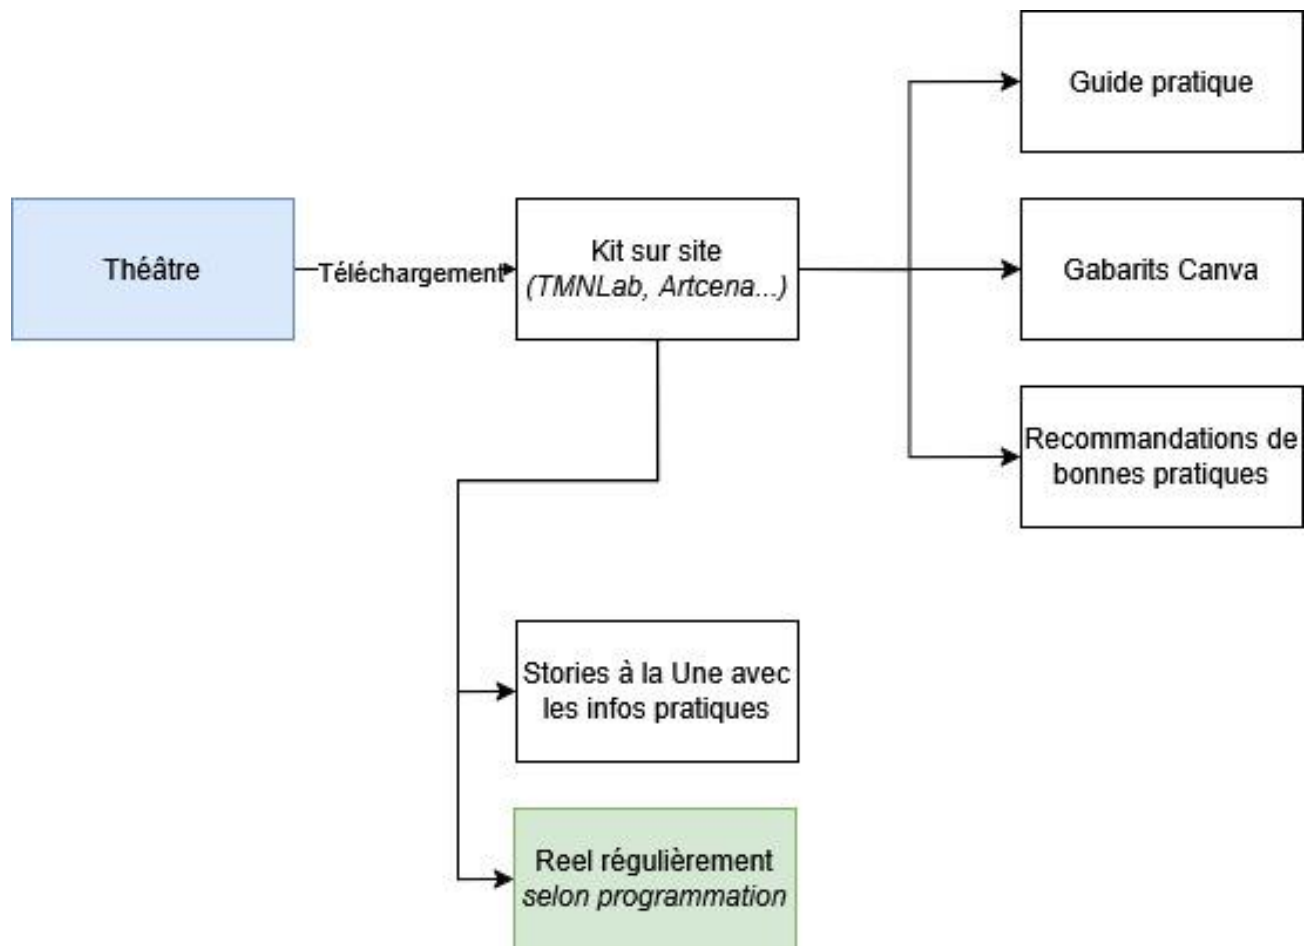 Guide pratique
Théâtre
Téléchargement
Kit sur site
(TMNLab, Artcena...)
Gabarits Canva
Recommandations de
bonnes pratiques
Stories à la Une avec
les infos pratiques
Reel régulièrement
selon programmation